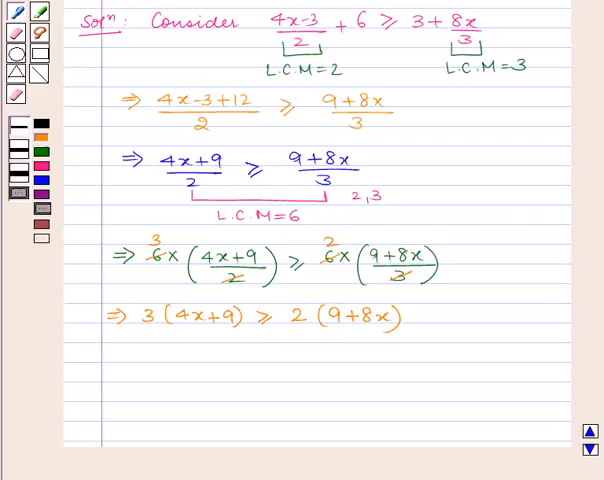 Solⁿ: Consider (4x-3)/2 + 6 ≥ 3 + 8x/3
L.C.M=2 L.C.M=3
⇒ (4x-3+12)/2 ≥ (9+8x)/3
⇒ (4x+9)/2 ≥ (9+8x)/3
2,3
L.C.M=6
3 2
⇒ 6×((4x+9)/2) ≥ 6×((9+8x)/3)
⇒ 3(4x+9) ≥ 2(9+8x)